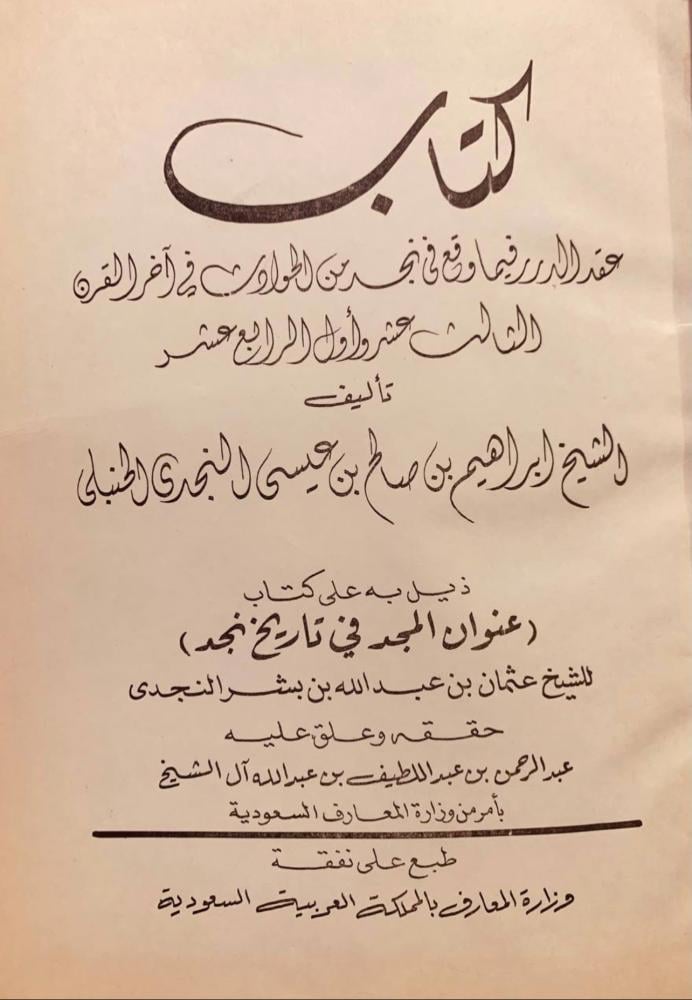 كتاب
عقد الدرر فيما وقع في نجد من الحوادث في آخر القرن
الثالث عشر وأول الرابع عشر
تأليف
الشيخ ابراهيم بن صالح بن عيسى النجدي الحنبلي
ذيل به على كتاب
(عنوان المجد في تاريخ نجد)
للشيخ عثمان بن عبد الله بن بشر النجدى
حققه وعلق عليه
عبد الرحمن بن عبد اللطيف بن عبد الله آل الشيخ
بأمر من وزارة المعارف السعودية
طبع على نفقة
وزارة المعارف بالمملكة العربية السعودية